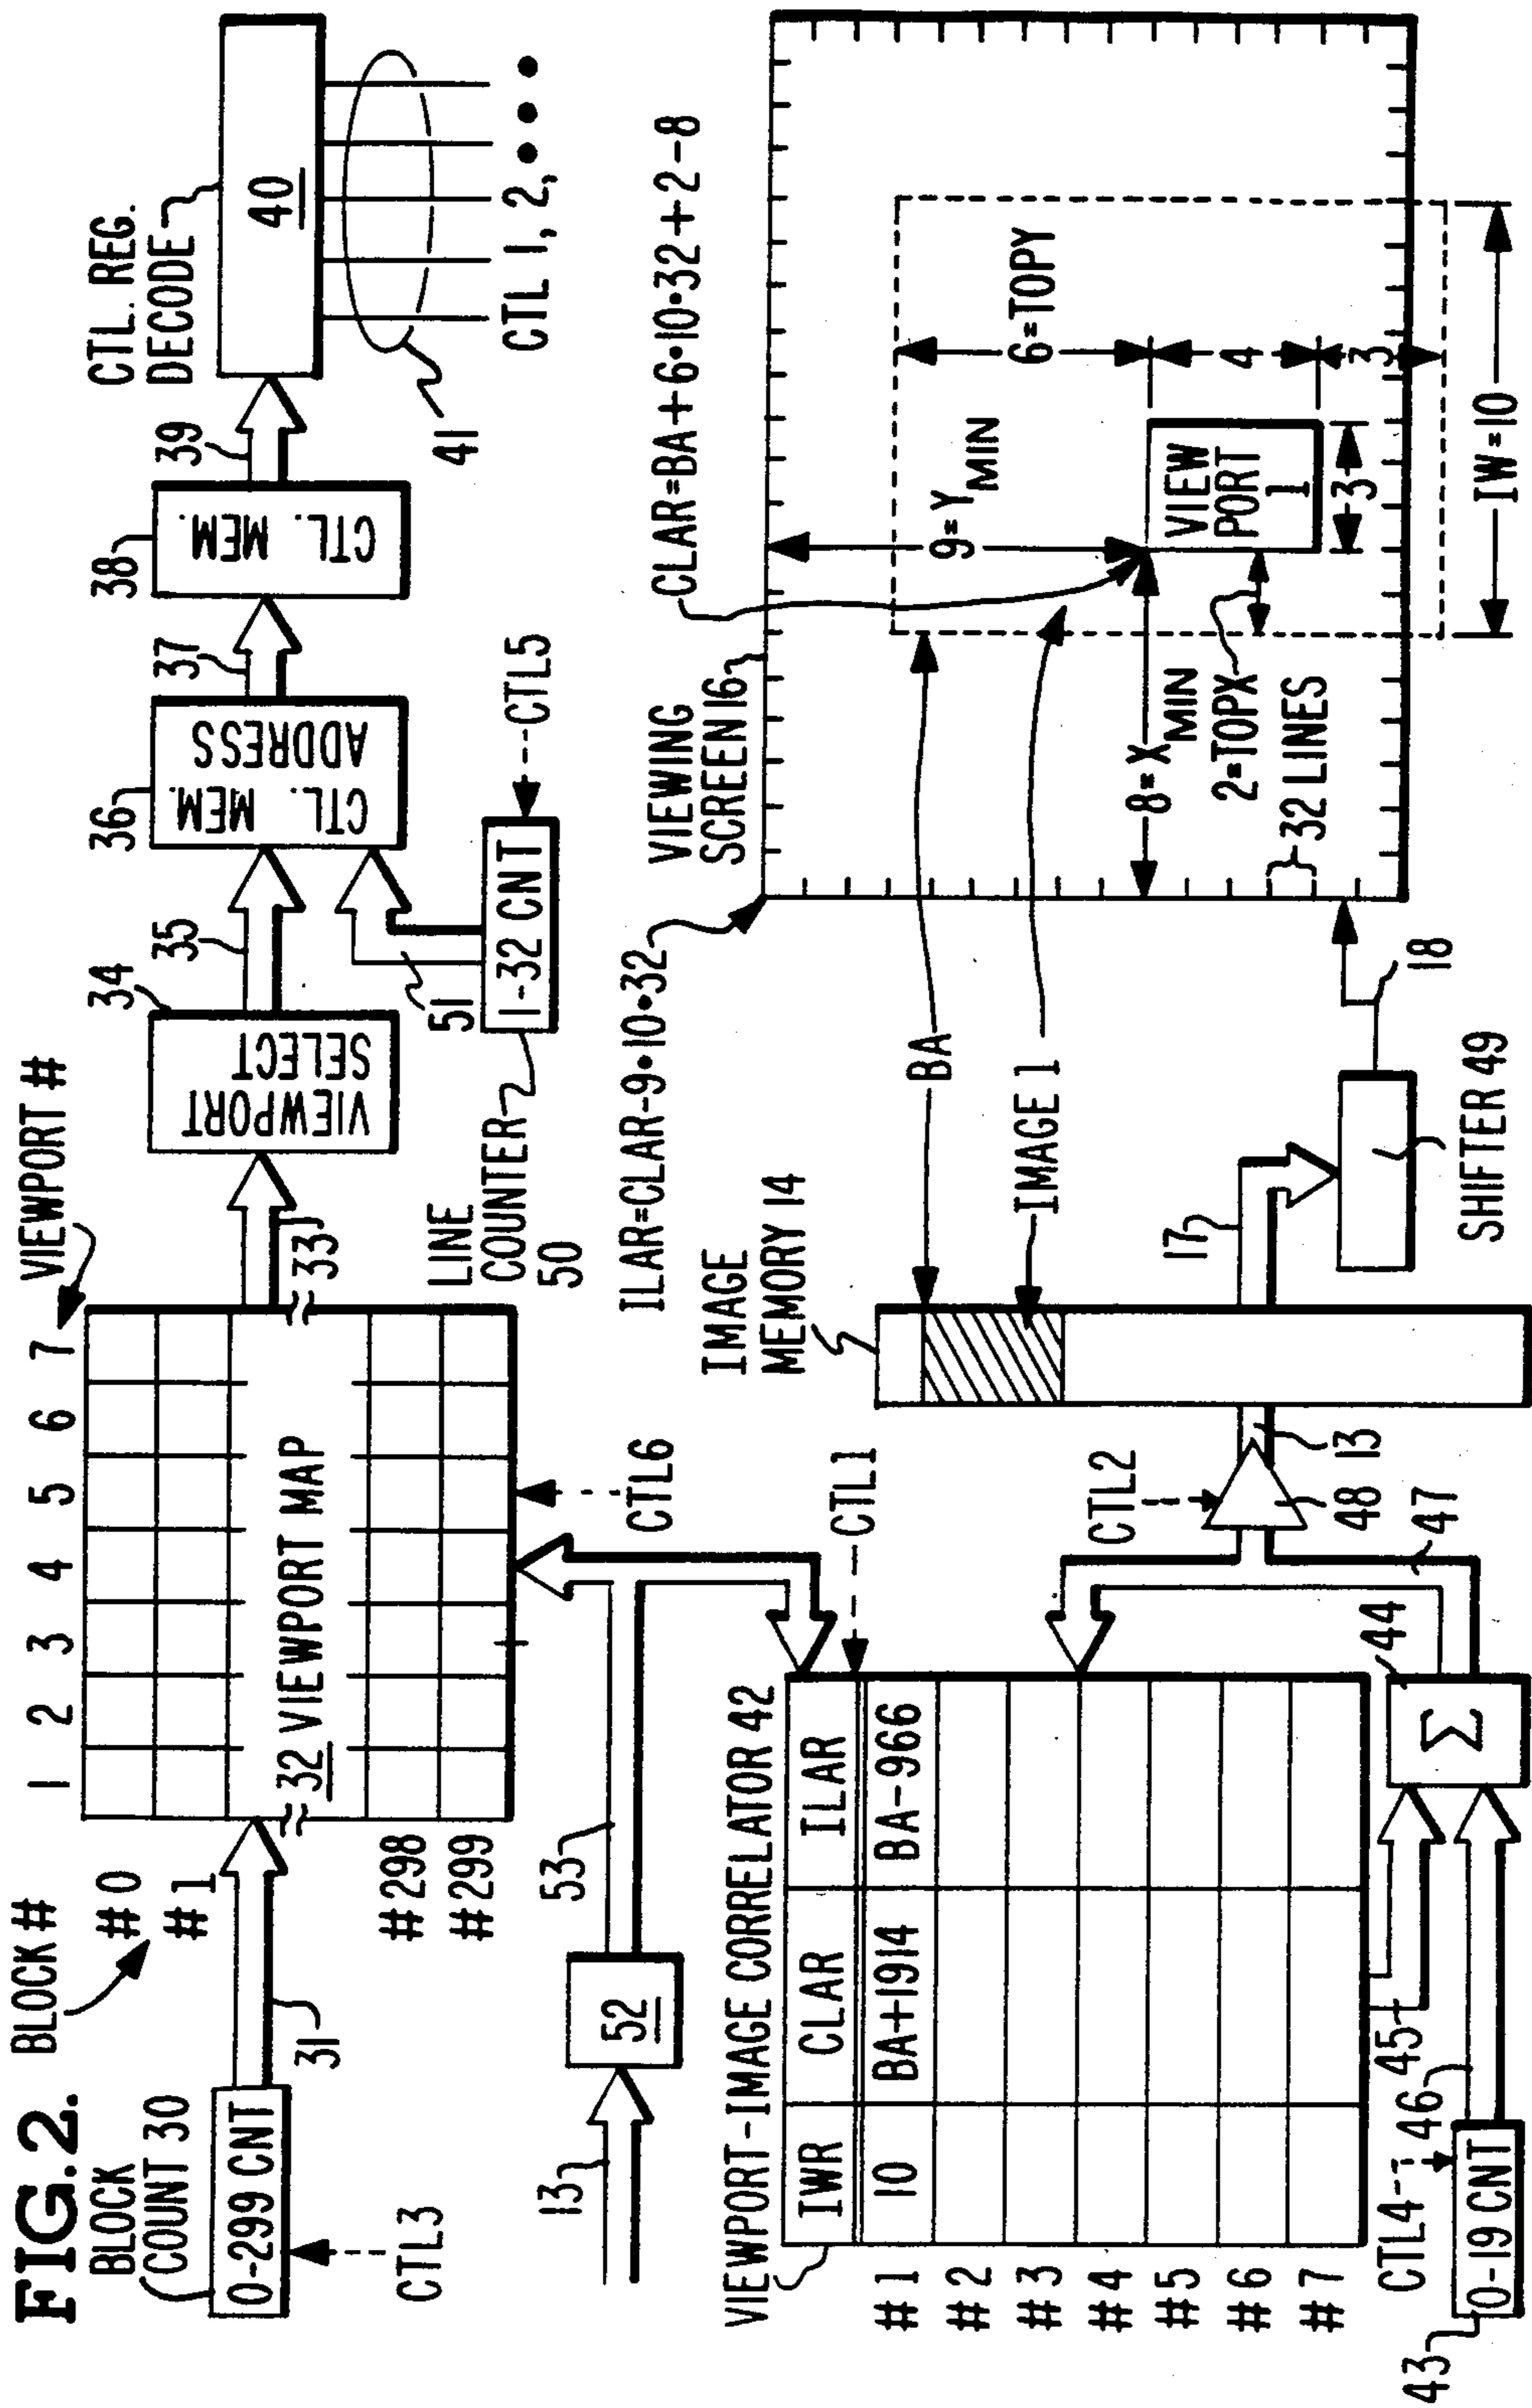 FIG.2.
BLOCK #
BLOCK
COUNT 30
0-299 CNT
CTL3
31
#0
#1
#298
#299
1 2 3 4 5 6 7
VIEWPORT #
32 VIEWPORT MAP
CTL6
33
VIEWPORT
SELECT
34
35
CTL.
MEM.
ADDRESS
36
37
CTL. MEM.
38
39
CTL. REG.
DECODE
40
41
CTL 1, 2, •••
LINE
COUNTER
50
1-32 CNT
51
CTL5
13
52
53
VIEWPORT-IMAGE CORRELATOR 42
IWR CLAR ILAR
10 BA+1914 BA-966
#1
#2
#3
#4
#5
#6
#7
CTL1
CTL4
43
0-19 CNT
46
45
44
Σ
47
48
CTL2
13
IMAGE
MEMORY 14
17
SHIFTER 49
18
BA
IMAGE 1
ILAR=CLAR-9•10•32
VIEWING
SCREEN 16
CLAR=BA+6•10•32+2-8
9=YMIN
8=XMIN
2=TOPX
32 LINES
6=TOPY
4
3
VIEW
PORT
1
3
IW=10